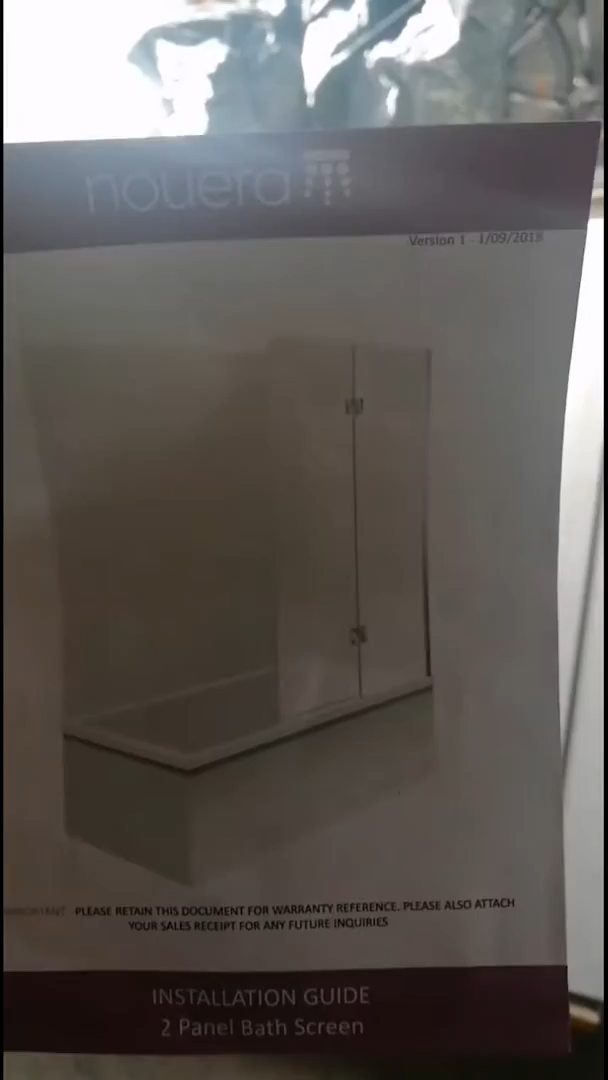 nouera
Version 1 - 1/09/2018
IMPORTANT: PLEASE RETAIN THIS DOCUMENT FOR WARRANTY REFERENCE. PLEASE ALSO ATTACH
YOUR SALES RECEIPT FOR ANY FUTURE INQUIRIES
INSTALLATION GUIDE
2 Panel Bath Screen